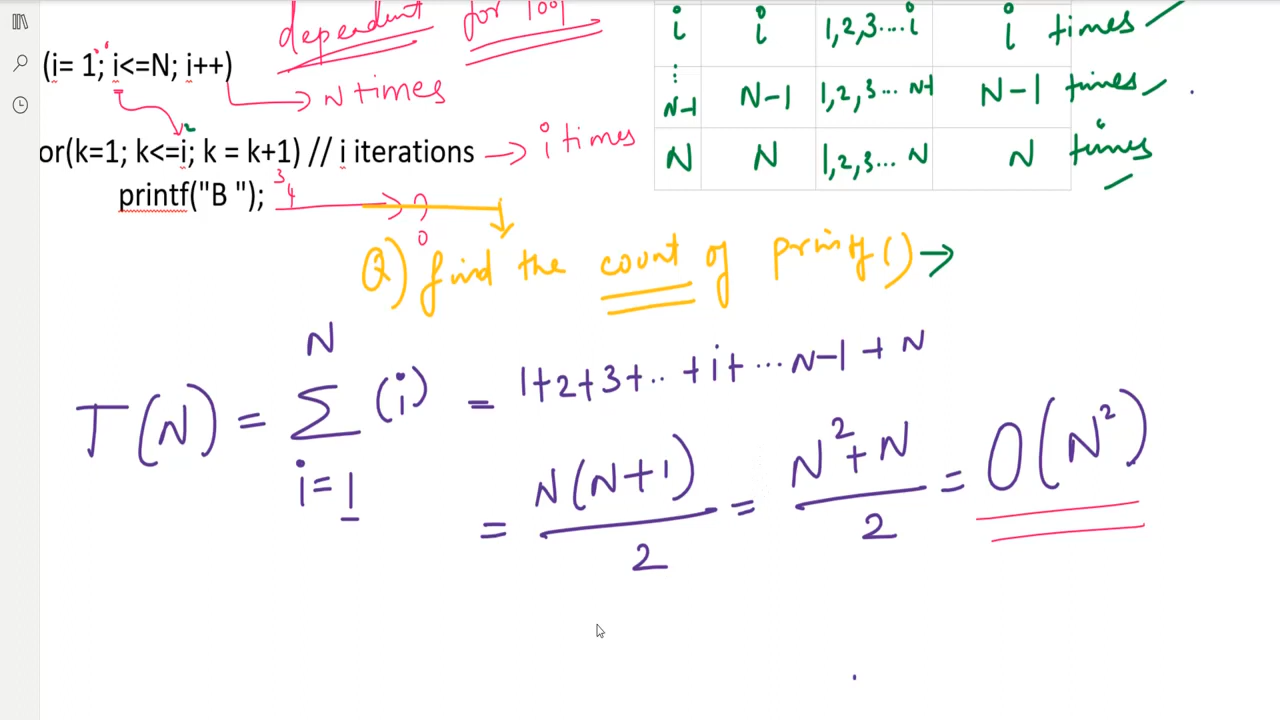 dependent for loop
(i= 1; i<=N; i++)
N times
or(k=1; k<=i; k = k+1) // i iterations → i times
printf("B ");
i i 1,2,3...i i times
⋮
N-1 N-1 1,2,3... N-1 N-1 times
N N 1,2,3... N N times
Q) find the count of printf() →
T(N) = N Σ i=1 (i) = 1+2+3+..+i+...N-1+N
= N(N+1)/2 = N²+N/2 = O(N²)